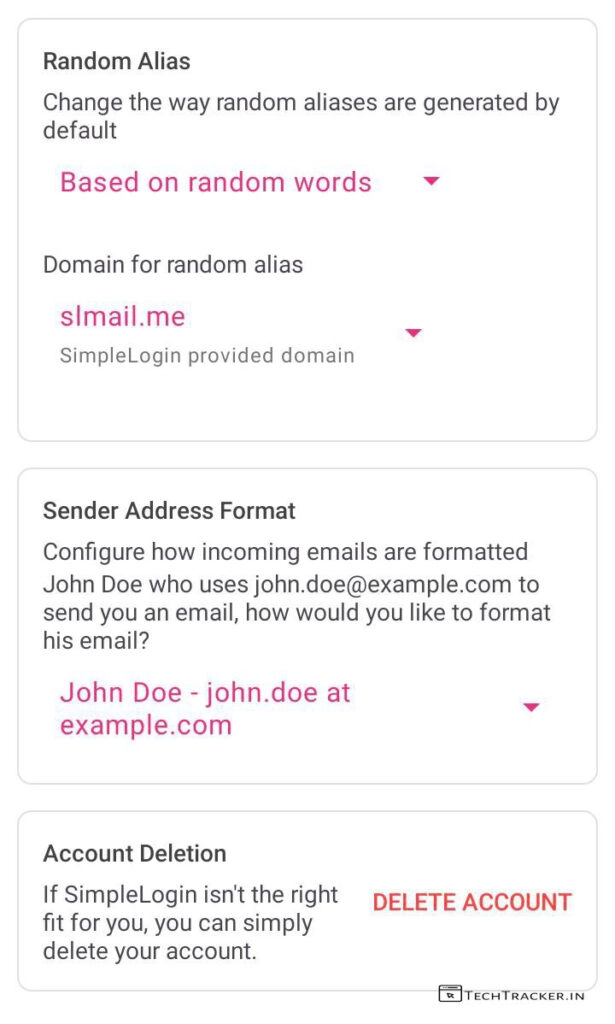 Random Alias
Change the way random aliases are generated by
default
Based on random words
Domain for random alias
slmail.me
SimpleLogin provided domain
Sender Address Format
Configure how incoming emails are formatted
John Doe who uses john.doe@example.com to
send you an email, how would you like to format
his email?
John Doe - john.doe at
example.com
Account Deletion
If SimpleLogin isn't the right
fit for you, you can simply
delete your account.
DELETE ACCOUNT
TECHTRACKER.IN